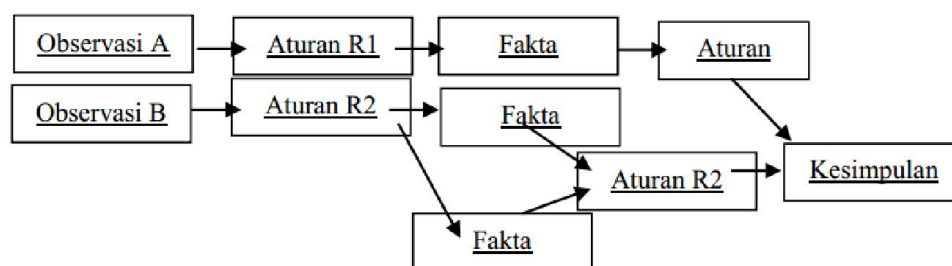 Observasi A
Aturan R1
Fakta
Aturan
Observasi B
Aturan R2
Fakta
Aturan R2
Kesimpulan
Fakta